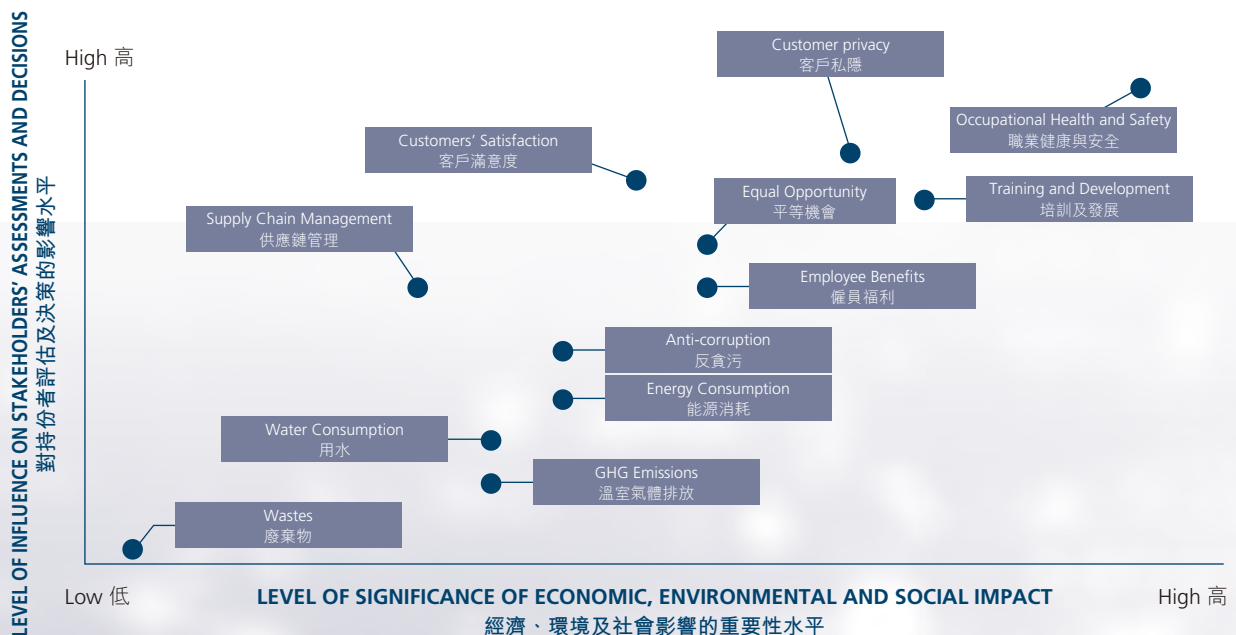 LEVEL OF INFLUENCE ON STAKEHOLDERS' ASSESSMENTS AND DECISIONS
對持份者評估及決策的影響水平
High 高
Customer privacy
客戶私隱
Occupational Health and Safety
職業健康與安全
Customers' Satisfaction
客戶滿意度
Equal Opportunity
平等機會
Training and Development
培訓及發展
Supply Chain Management
供應鏈管理
Employee Benefits
僱員福利
Anti-corruption
反貪污
Energy Consumption
能源消耗
Water Consumption
用水
GHG Emissions
溫室氣體排放
Wastes
廢棄物
Low 低
LEVEL OF SIGNIFICANCE OF ECONOMIC, ENVIRONMENTAL AND SOCIAL IMPACT
經濟、環境及社會影響的重要性水平
High 高